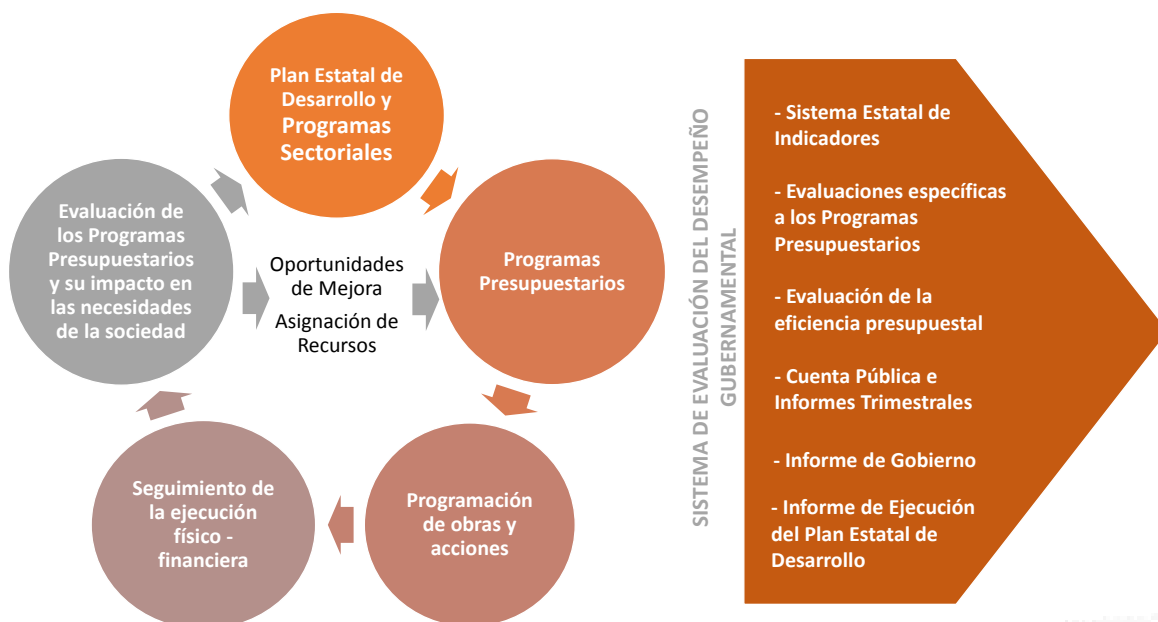 Plan Estatal de
Desarrollo y
Programas
Sectoriales
Evaluación de
los Programas
Presupuestarios
y su impacto en
las necesidades
de la sociedad
Oportunidades
de Mejora
Asignación de
Recursos
Programas
Presupuestarios
Seguimiento de
la ejecución
físico -
financiera
Programación
de obras y
acciones
SISTEMA DE EVALUACIÓN DEL DESEMPEÑO
GUBERNAMENTAL
- Sistema Estatal de
Indicadores
- Evaluaciones específicas
a los Programas
Presupuestarios
- Evaluación de la
eficiencia presupuestal
- Cuenta Pública e
Informes Trimestrales
- Informe de Gobierno
- Informe de Ejecución
del Plan Estatal de
Desarrollo